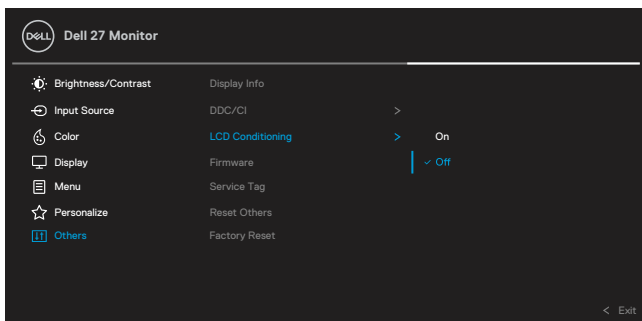 DELL Dell 27 Monitor
Brightness/Contrast Display Info
Input Source DDC/CI >
Color LCD Conditioning > On
Display Firmware ✓ Off
Menu Service Tag
Personalize Reset Others
Others Factory Reset
< Exit